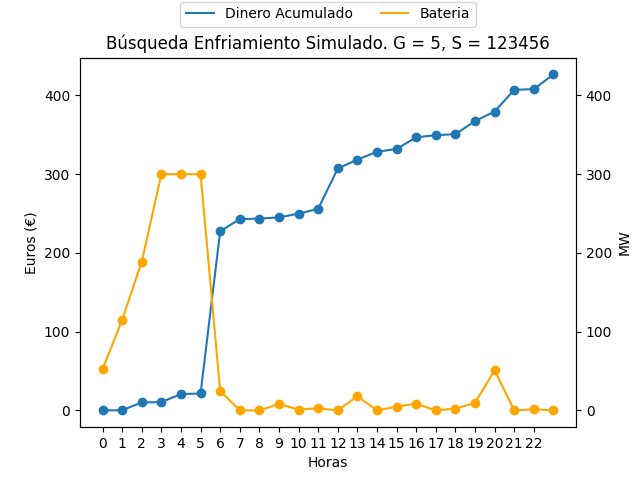 Dinero Acumulado Bateria
Búsqueda Enfriamiento Simulado. G = 5, S = 123456
400 400
300 300
Euros (€) MW
200 200
100 100
0 0
0 1 2 3 4 5 6 7 8 9 10 11 12 13 14 15 16 17 18 19 20 21 22
Horas